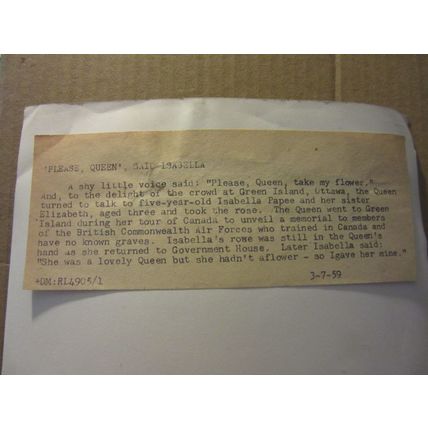 'PLEASE, QUEEN', SAID ISABELLA
A shy little voice said: "Please, Queen, take my flower,"
and, to the delight of the crowd at Green Island, Ottawa, the Queen
turned to talk to five-year-old Isabella Papee and her sister
Elizabeth, aged three and took the rose. The Queen went to Green
Island during her tour of Canada to unveil a memorial to members
of the British Commonwealth Air Forces who trained in Canada and
have no known graves. Isabella's rowe was still in the Queen's
hand as she returned to Government House. Later Isabella said:
"She was a lovely Queen but she hadn't aflower - so Igave her mine."
*DM:RL4905/1 3-7-59